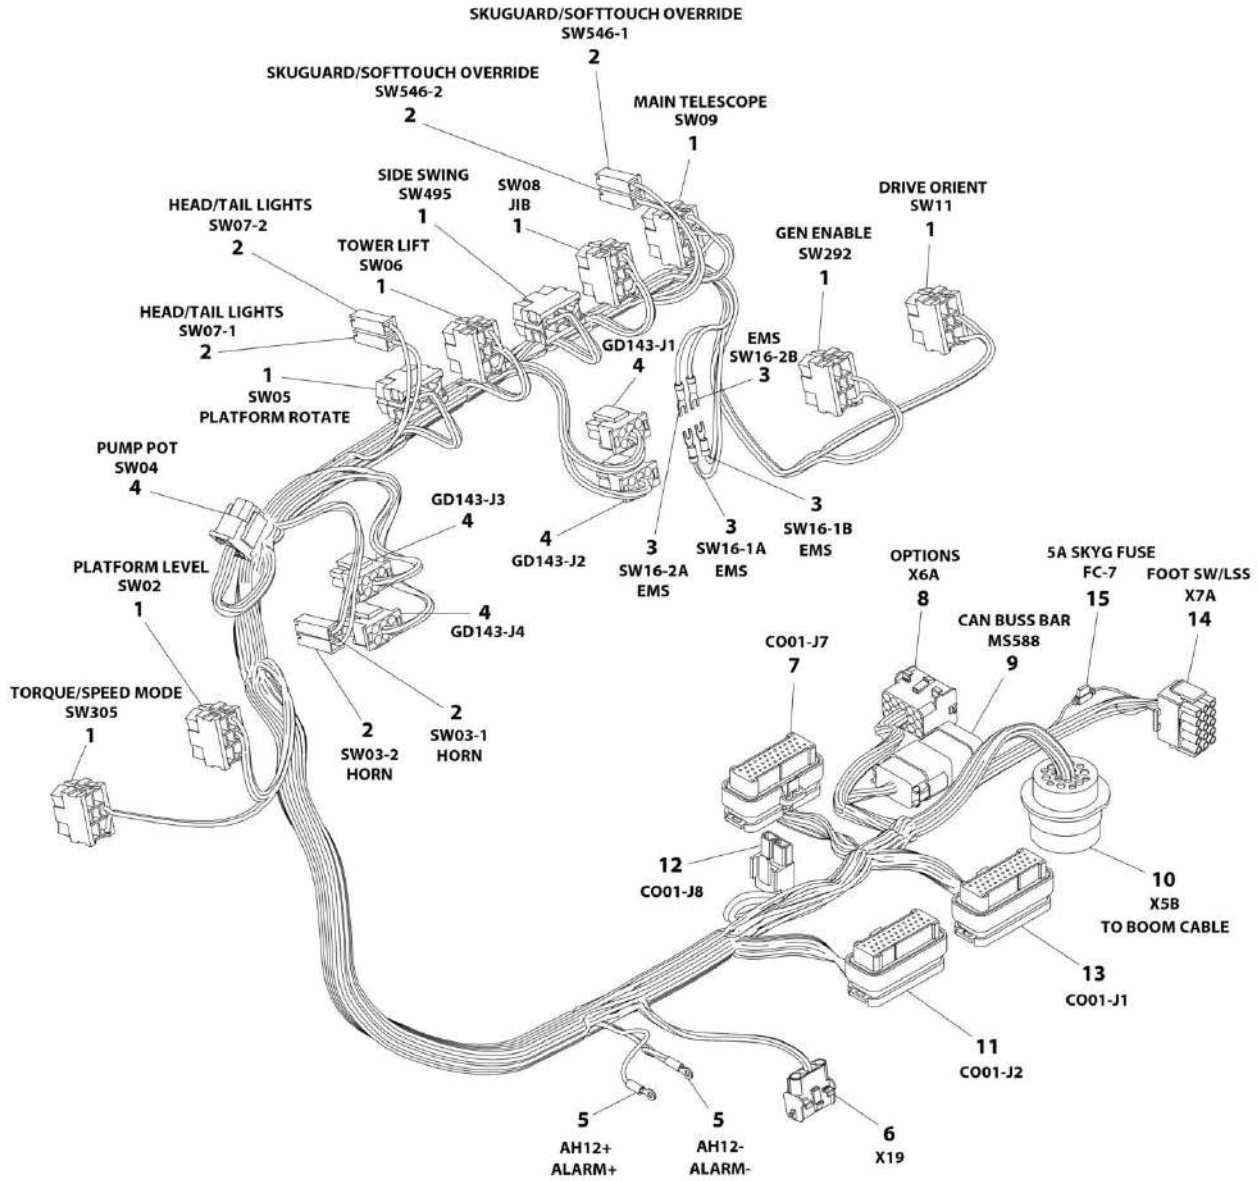 SKUGUARD/SOFTTOUCH OVERRIDE
SW546-1
2
SKUGUARD/SOFTTOUCH OVERRIDE
SW546-2
2
MAIN TELESCOPE
SW09
1
SIDE SWING
SW495
1
SW08
JIB
1
DRIVE ORIENT
SW11
1
HEAD/TAIL LIGHTS
SW07-2
2
TOWER LIFT
SW06
1
GEN ENABLE
SW292
1
HEAD/TAIL LIGHTS
SW07-1
2
GD143-J1
4
EMS
SW16-2B
3
1
SW05
PLATFORM ROTATE
PUMP POT
SW04
4
GD143-J3
4
4
GD143-J2
3
SW16-2A
EMS
3
SW16-1A
EMS
3
SW16-1B
EMS
PLATFORM LEVEL
SW02
1
4
GD143-J4
OPTIONS
X6A
8
5A SKYG FUSE
FC-7
15
FOOT SW/LSS
X7A
14
CAN BUSS BAR
MS588
9
CO01-J7
7
TORQUE/SPEED MODE
SW305
1
2
SW03-2
HORN
2
SW03-1
HORN
12
CO01-J8
10
X5B
TO BOOM CABLE
13
CO01-J1
11
CO01-J2
5
AH12+
ALARM+
5
AH12-
ALARM-
6
X19